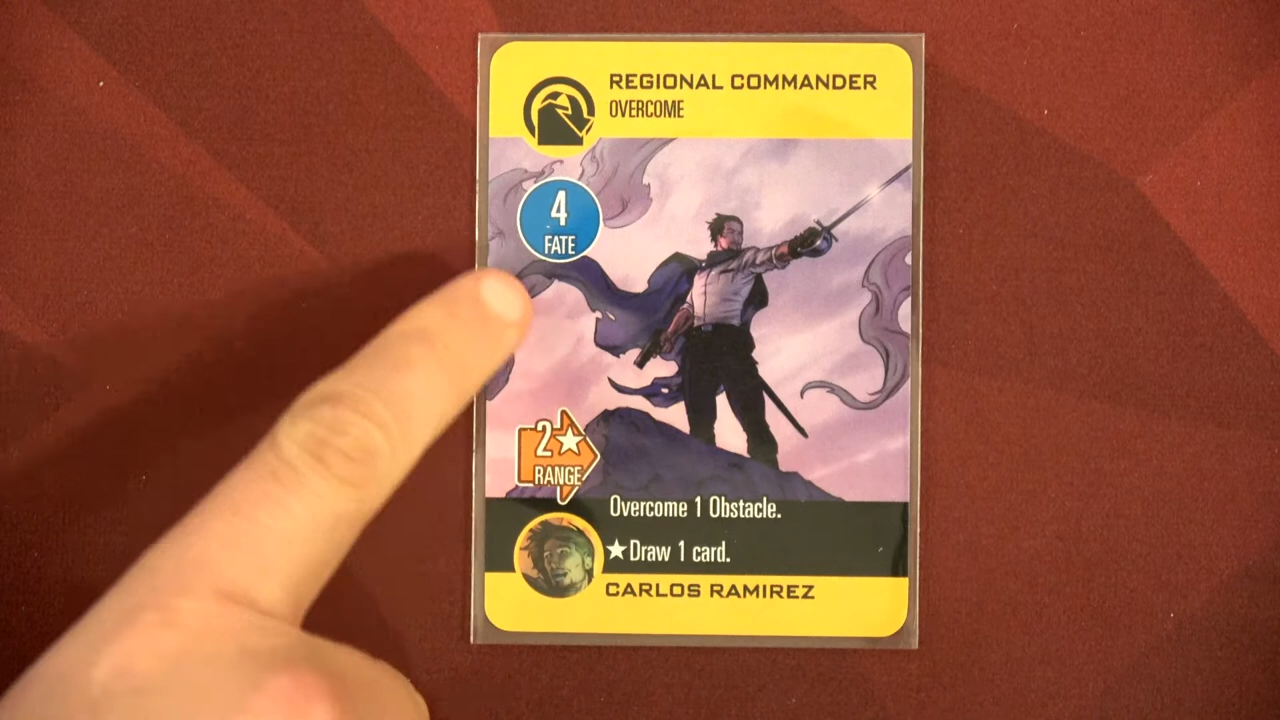 REGIONAL COMMANDER
OVERCOME
4
FATE
2★
RANGE
Overcome 1 Obstacle.
★Draw 1 card.
CARLOS RAMIREZ